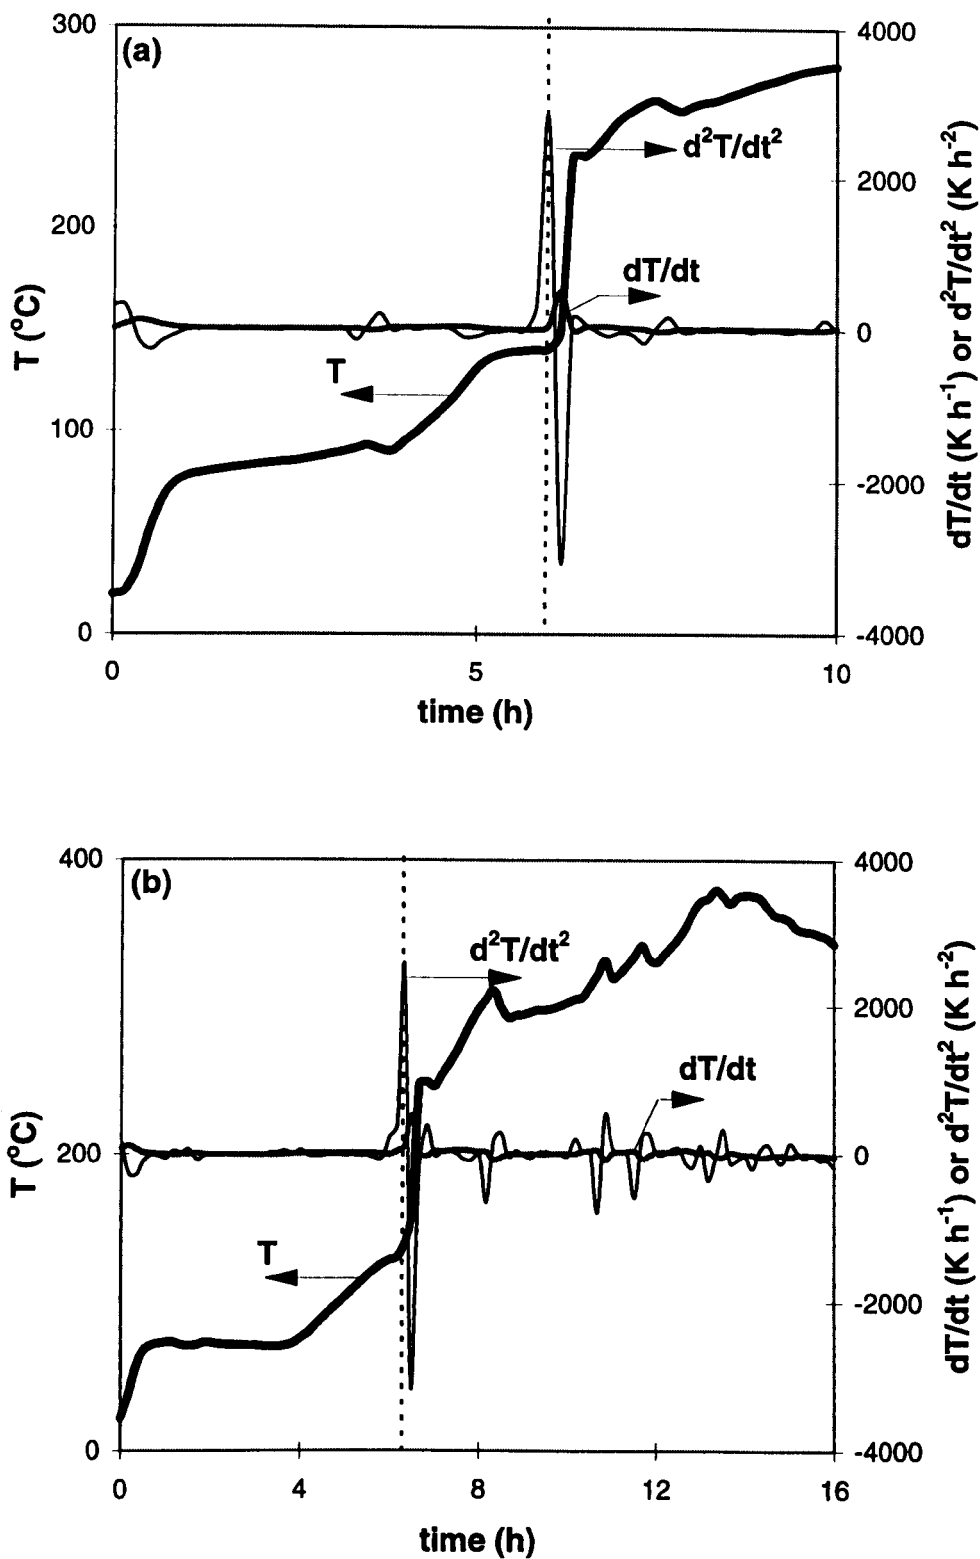 (a)
300
200
100
0
T (°C)
4000
2000
0
-2000
-4000
dT/dt (K h⁻¹) or d²T/dt² (K h⁻²)
d²T/dt²
dT/dt
T
0 5 10
time (h)
(b)
400
200
0
T (°C)
4000
2000
0
-2000
-4000
dT/dt (K h⁻¹) or d²T/dt² (K h⁻²)
d²T/dt²
dT/dt
T
0 4 8 12 16
time (h)